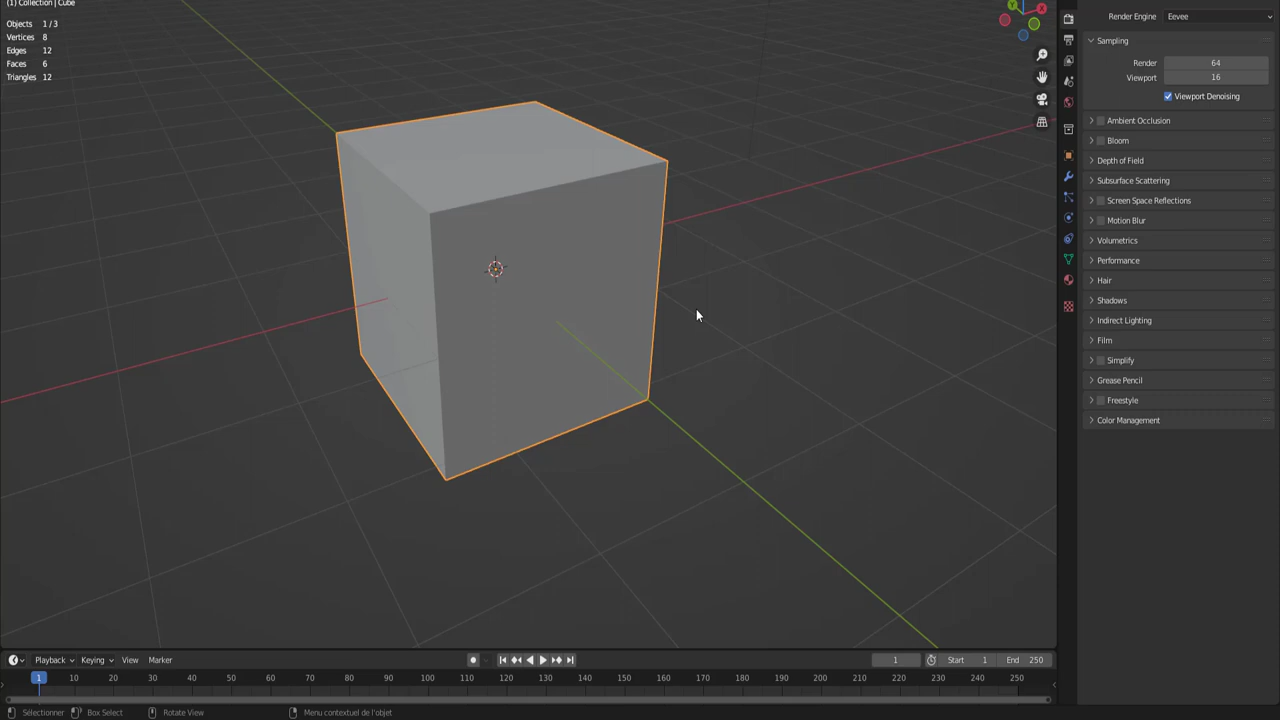 (1) Collection | Cube
Objects 1 / 3
Vertices 8
Edges 12
Faces 6
Triangles 12
Y
X
Render Engine Eevee
Sampling
Render 64
Viewport 16
Viewport Denoising
Ambient Occlusion
Bloom
Depth of Field
Subsurface Scattering
Screen Space Reflections
Motion Blur
Volumetrics
Performance
Hair
Shadows
Indirect Lighting
Film
Simplify
Grease Pencil
Freestyle
Color Management
Playback Keying View Marker 1 Start 1 End 250
1 10 20 30 40 50 60 70 80 90 100 110 120 130 140 150 160 170 180 190 200 210 220 230 240 250
Sélectionner Box Select Rotate View Menu contextuel de l'objet